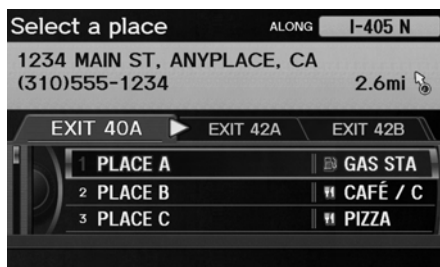 Select a place ALONG I-405 N
1234 MAIN ST, ANYPLACE, CA
(310)555-1234 2.6mi
EXIT 40A EXIT 42A EXIT 42B
1 PLACE A GAS STA
2 PLACE B CAFÉ / C
3 PLACE C PIZZA